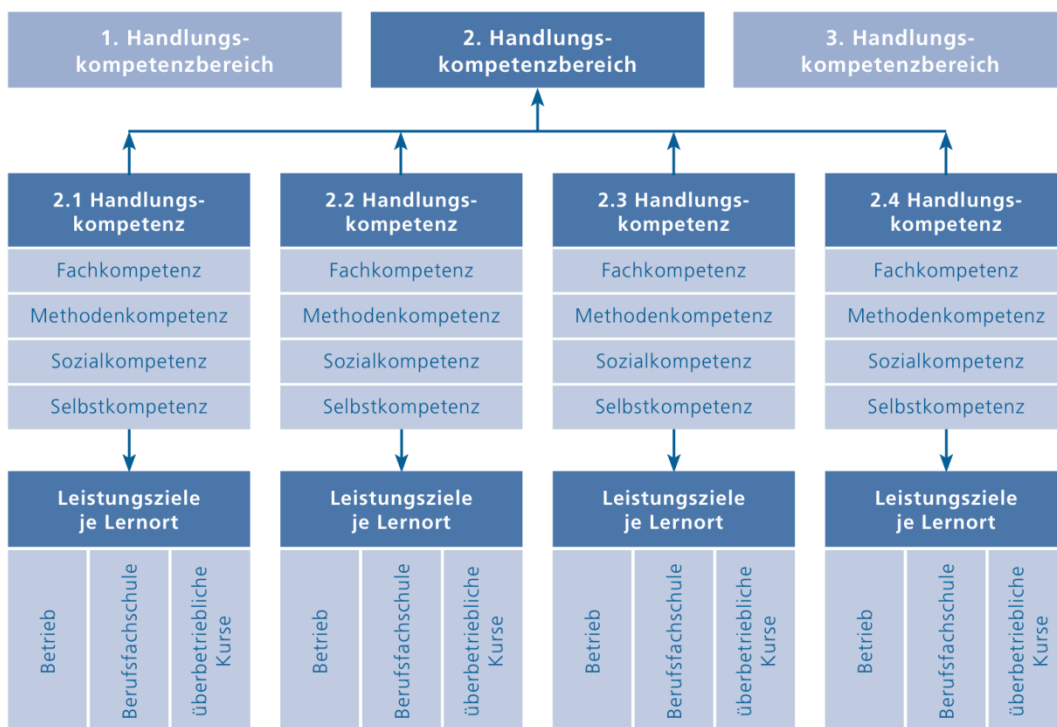 1. Handlungs-
kompetenzbereich
2. Handlungs-
kompetenzbereich
3. Handlungs-
kompetenzbereich
2.1 Handlungs-
kompetenz
Fachkompetenz
Methodenkompetenz
Sozialkompetenz
Selbstkompetenz
Leistungsziele
je Lernort
Betrieb
Berufsfachschule
überbetriebliche
Kurse
2.2 Handlungs-
kompetenz
Fachkompetenz
Methodenkompetenz
Sozialkompetenz
Selbstkompetenz
Leistungsziele
je Lernort
Betrieb
Berufsfachschule
überbetriebliche
Kurse
2.3 Handlungs-
kompetenz
Fachkompetenz
Methodenkompetenz
Sozialkompetenz
Selbstkompetenz
Leistungsziele
je Lernort
Betrieb
Berufsfachschule
überbetriebliche
Kurse
2.4 Handlungs-
kompetenz
Fachkompetenz
Methodenkompetenz
Sozialkompetenz
Selbstkompetenz
Leistungsziele
je Lernort
Betrieb
Berufsfachschule
überbetriebliche
Kurse